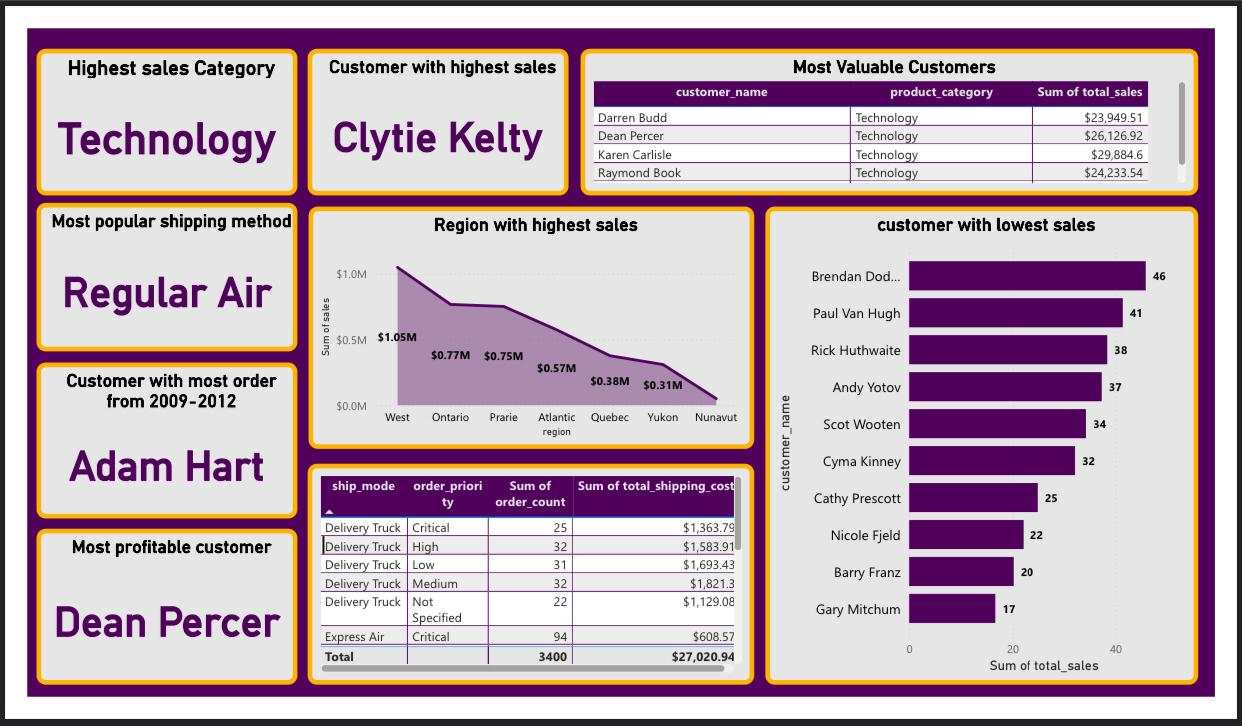 Highest sales Category
Technology
Customer with highest sales
Clytie Kelty
Most Valuable Customers
customer_name product_category Sum of total_sales
Darren Budd Technology $23,949.51
Dean Percer Technology $26,126.92
Karen Carlisle Technology $29,884.6
Raymond Book Technology $24,233.54
Most popular shipping method
Regular Air
Customer with most order
from 2009-2012
Adam Hart
Most profitable customer
Dean Percer
Region with highest sales
Sum of sales
$1.0M
$0.5M
$0.0M
$1.05M
$0.77M
$0.75M
$0.57M
$0.38M
$0.31M
West Ontario Prarie Atlantic Quebec Yukon Nunavut
region
ship_mode order_priori Sum of Sum of total_shipping_cost
ty order_count
Delivery Truck Critical 25 $1,363.79
Delivery Truck High 32 $1,583.91
Delivery Truck Low 31 $1,693.43
Delivery Truck Medium 32 $1,821.3
Delivery Truck Not 22 $1,129.08
Specified
Express Air Critical 94 $608.57
Total 3400 $27,020.94
customer with lowest sales
customer_name
Brendan Dod... 46
Paul Van Hugh 41
Rick Huthwaite 38
Andy Yotov 37
Scot Wooten 34
Cyma Kinney 32
Cathy Prescott 25
Nicole Fjeld 22
Barry Franz 20
Gary Mitchum 17
0 20 40
Sum of total_sales